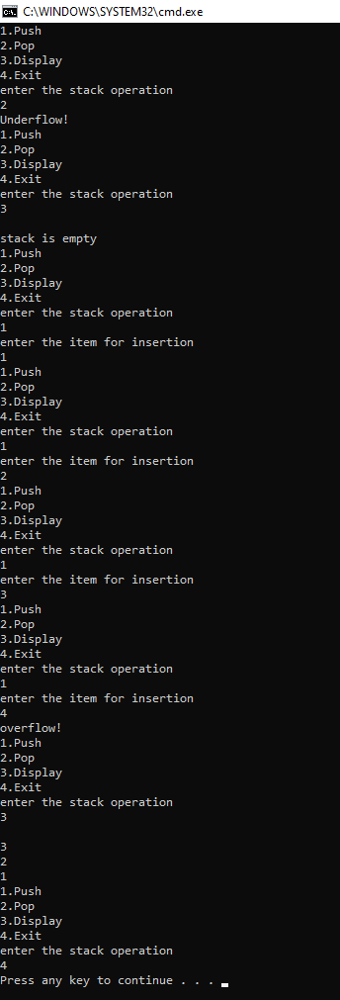 C:\WINDOWS\SYSTEM32\cmd.exe
1.Push
2.Pop
3.Display
4.Exit
enter the stack operation
2
Underflow!
1.Push
2.Pop
3.Display
4.Exit
enter the stack operation
3
stack is empty
1.Push
2.Pop
3.Display
4.Exit
enter the stack operation
1
enter the item for insertion
1
1.Push
2.Pop
3.Display
4.Exit
enter the stack operation
1
enter the item for insertion
2
1.Push
2.Pop
3.Display
4.Exit
enter the stack operation
1
enter the item for insertion
3
1.Push
2.Pop
3.Display
4.Exit
enter the stack operation
1
enter the item for insertion
4
overflow!
1.Push
2.Pop
3.Display
4.Exit
enter the stack operation
3
3
2
1
1.Push
2.Pop
3.Display
4.Exit
enter the stack operation
4
Press any key to continue . . .